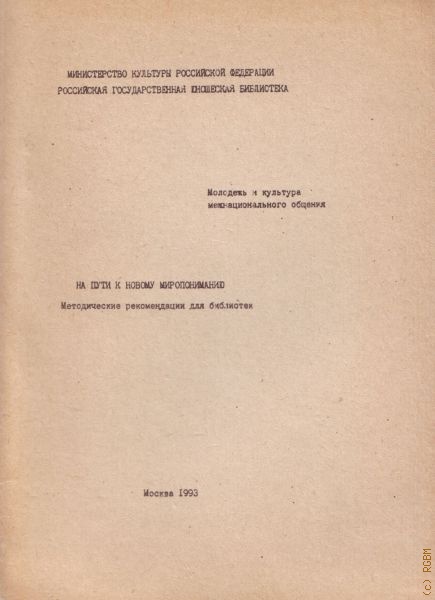 МИНИСТЕРСТВО КУЛЬТУРЫ РОССИЙСКОЙ ФЕДЕРАЦИИ
РОССИЙСКАЯ ГОСУДАРСТВЕННАЯ ЮНОШЕСКАЯ БИБЛИОТЕКА
Молодежь и культура
межнационального общения
НА ПУТИ К НОВОМУ МИРОПОНИМАНИЮ
Методические рекомендации для библиотек
Москва 1993
(c) RGBM